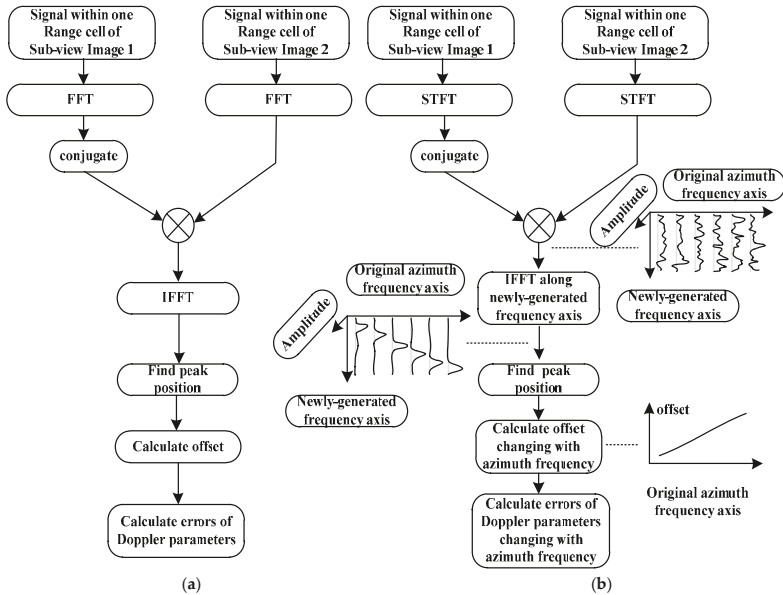 Signal within one
Range cell of
Sub-view Image 1
Signal within one
Range cell of
Sub-view Image 2
FFT
FFT
conjugate
IFFT
Find peak
position
Calculate offset
Calculate errors of
Doppler parameters
(a)
Signal within one
Range cell of
Sub-view Image 1
Signal within one
Range cell of
Sub-view Image 2
STFT
STFT
conjugate
Original azimuth
frequency axis
Amplitude
Newly-generated
frequency axis
IFFT along
newly-generated
frequency axis
Original azimuth
frequency axis
Amplitude
Newly-generated
frequency axis
Find peak
position
Calculate offset
changing with
azimuth frequency
offset
Original azimuth
frequency axis
Calculate errors of
Doppler parameters
changing with
azimuth frequency
(b)